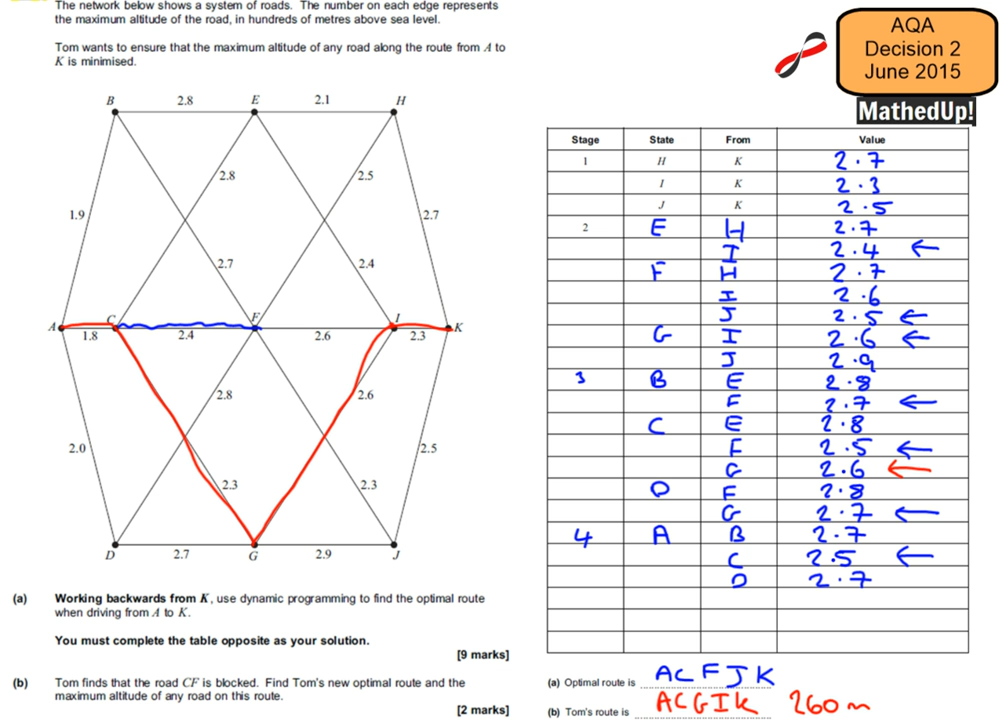 The network below shows a system of roads. The number on each edge represents
the maximum altitude of the road, in hundreds of metres above sea level.
Tom wants to ensure that the maximum altitude of any road along the route from A to
K is minimised.
AQA
Decision 2
June 2015
MathedUp!
B 2.8 E 2.1 H
2.8 2.5
1.9 2.7
2.7 2.4
A C F I K
1.8 2.4 2.6 2.3
2.8 2.6
2.0 2.5
2.3 2.3
D 2.7 G 2.9 J
Stage State From Value
1 H K 2.7
I K 2.3
J K 2.5
2 E H 2.7
I 2.4 ←
F H 2.7
I 2.6
J 2.5 ←
G I 2.6 ←
J 2.9
3 B E 2.8
F 2.7 ←
C E 2.8
F 2.5 ←
G 2.6 ←
D F 2.8
G 2.7 ←
4 A B 2.7
C 2.5 ←
D 2.7
(a) Working backwards from K, use dynamic programming to find the optimal route
when driving from A to K.
You must complete the table opposite as your solution.
[9 marks]
(b) Tom finds that the road CF is blocked. Find Tom's new optimal route and the
maximum altitude of any road on this route.
[2 marks]
(a) Optimal route is ACFJK
(b) Tom's route is ACGIK 260m